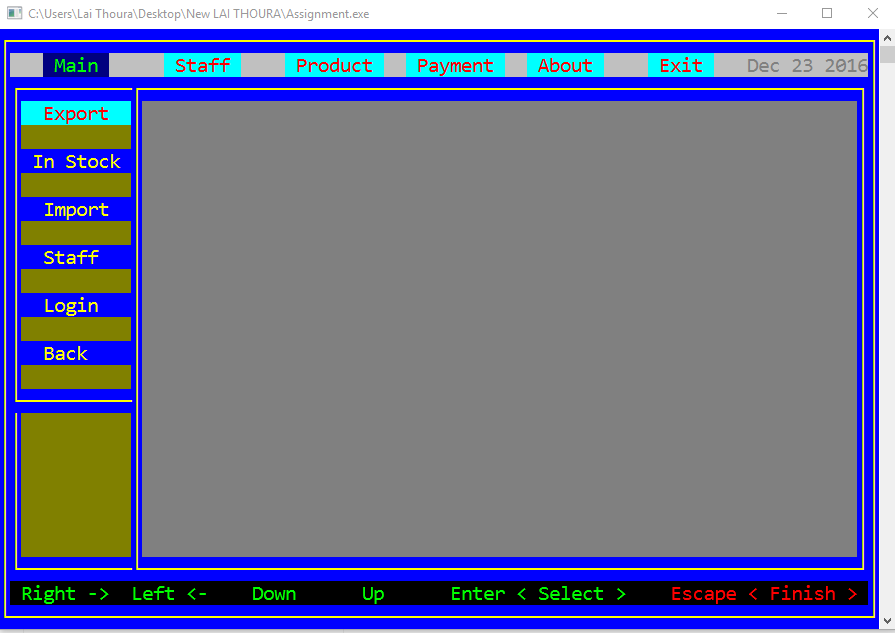 C:\Users\Lai Thoura\Desktop\New LAI THOURA\Assignment.exe
Main Staff Product Payment About Exit Dec 23 2016
Export
In Stock
Import
Staff
Login
Back
Right -> Left <- Down Up Enter < Select > Escape < Finish >